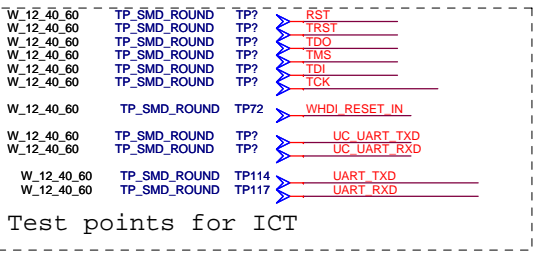 W_12_40_60 TP_SMD_ROUND TP? RST
W_12_40_60 TP_SMD_ROUND TP? TRST
W_12_40_60 TP_SMD_ROUND TP? TDO
W_12_40_60 TP_SMD_ROUND TP? TMS
W_12_40_60 TP_SMD_ROUND TP? TDI
W_12_40_60 TP_SMD_ROUND TP? TCK
W_12_40_60 TP_SMD_ROUND TP72 WHDI_RESET_IN
W_12_40_60 TP_SMD_ROUND TP? UC_UART_TXD
W_12_40_60 TP_SMD_ROUND TP? UC_UART_RXD
W_12_40_60 TP_SMD_ROUND TP114 UART_TXD
W_12_40_60 TP_SMD_ROUND TP117 UART_RXD
Test points for ICT